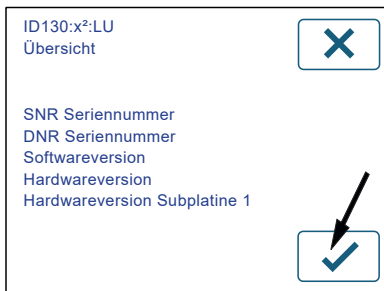 ID130:x²:LU
Übersicht
SNR Seriennummer
DNR Seriennummer
Softwareversion
Hardwareversion
Hardwareversion Subplatine 1